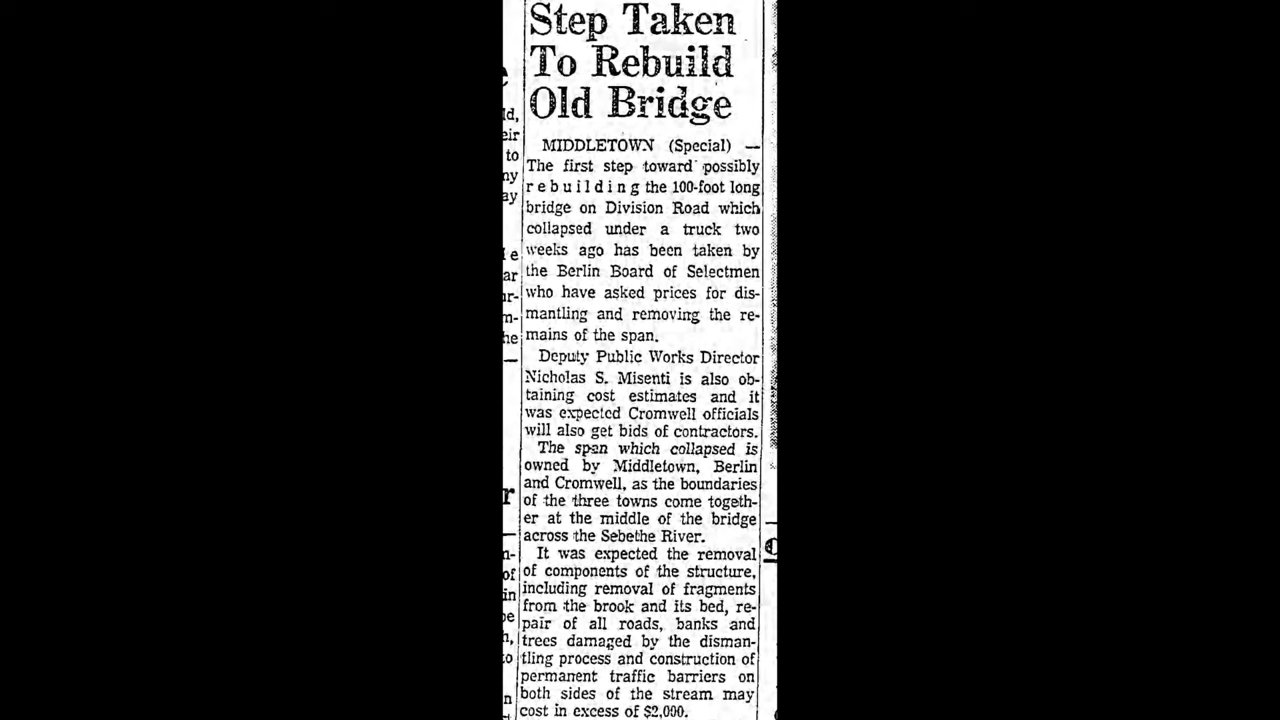 Step Taken
To Rebuild
Old Bridge
MIDDLETOWN (Special) —
The first step toward possibly
rebuilding the 100-foot long
bridge on Division Road which
collapsed under a truck two
weeks ago has been taken by
the Berlin Board of Selectmen
who have asked prices for dis-
mantling and removing the re-
mains of the span.
Deputy Public Works Director
Nicholas S. Misenti is also ob-
taining cost estimates and it
was expected Cromwell officials
will also get bids of contractors.
The span which collapsed is
owned by Middletown, Berlin
and Cromwell, as the boundaries
of the three towns come togeth-
er at the middle of the bridge
across the Sebethe River.
It was expected the removal
of components of the structure,
including removal of fragments
from the brook and its bed, re-
pair of all roads, banks and
trees damaged by the disman-
tling process and construction of
permanent traffic barriers on
both sides of the stream may
cost in excess of $2,000.